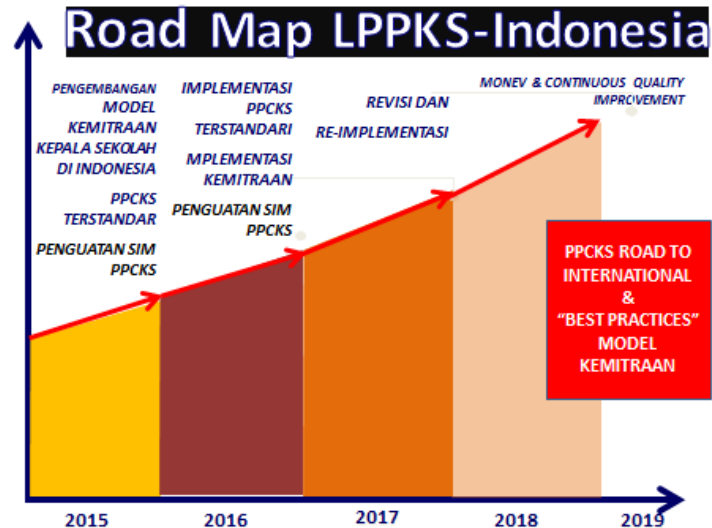 Road Map LPPKS-Indonesia
PENGEMBANGAN
MODEL
KEMITRAAN
KEPALA SEKOLAH
DI INDONESIA
PPCKS
TERSTANDAR
PENGUATAN SIM
PPCKS
IMPLEMENTASI
PPCKS
TERSTANDARI
MPLEMENTASI
KEMITRAAN
PENGUATAN SIM
PPCKS
REVISI DAN
RE-IMPLEMENTASI
MONEV & CONTINUOUS QUALITY
IMPROVEMENT
PPCKS ROAD TO
INTERNATIONAL
&
“BEST PRACTICES”
MODEL
KEMITRAAN
2015
2016
2017
2018
2019